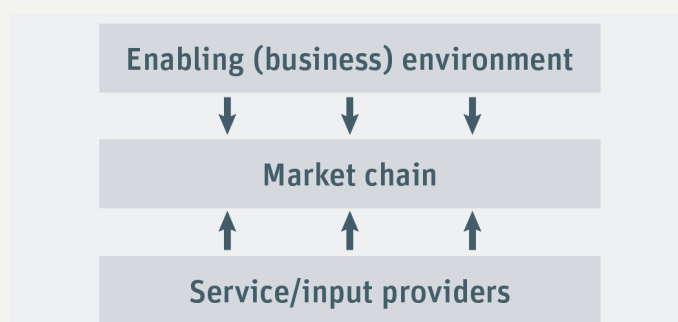 Enabling (business) environment
Market chain
Service/input providers